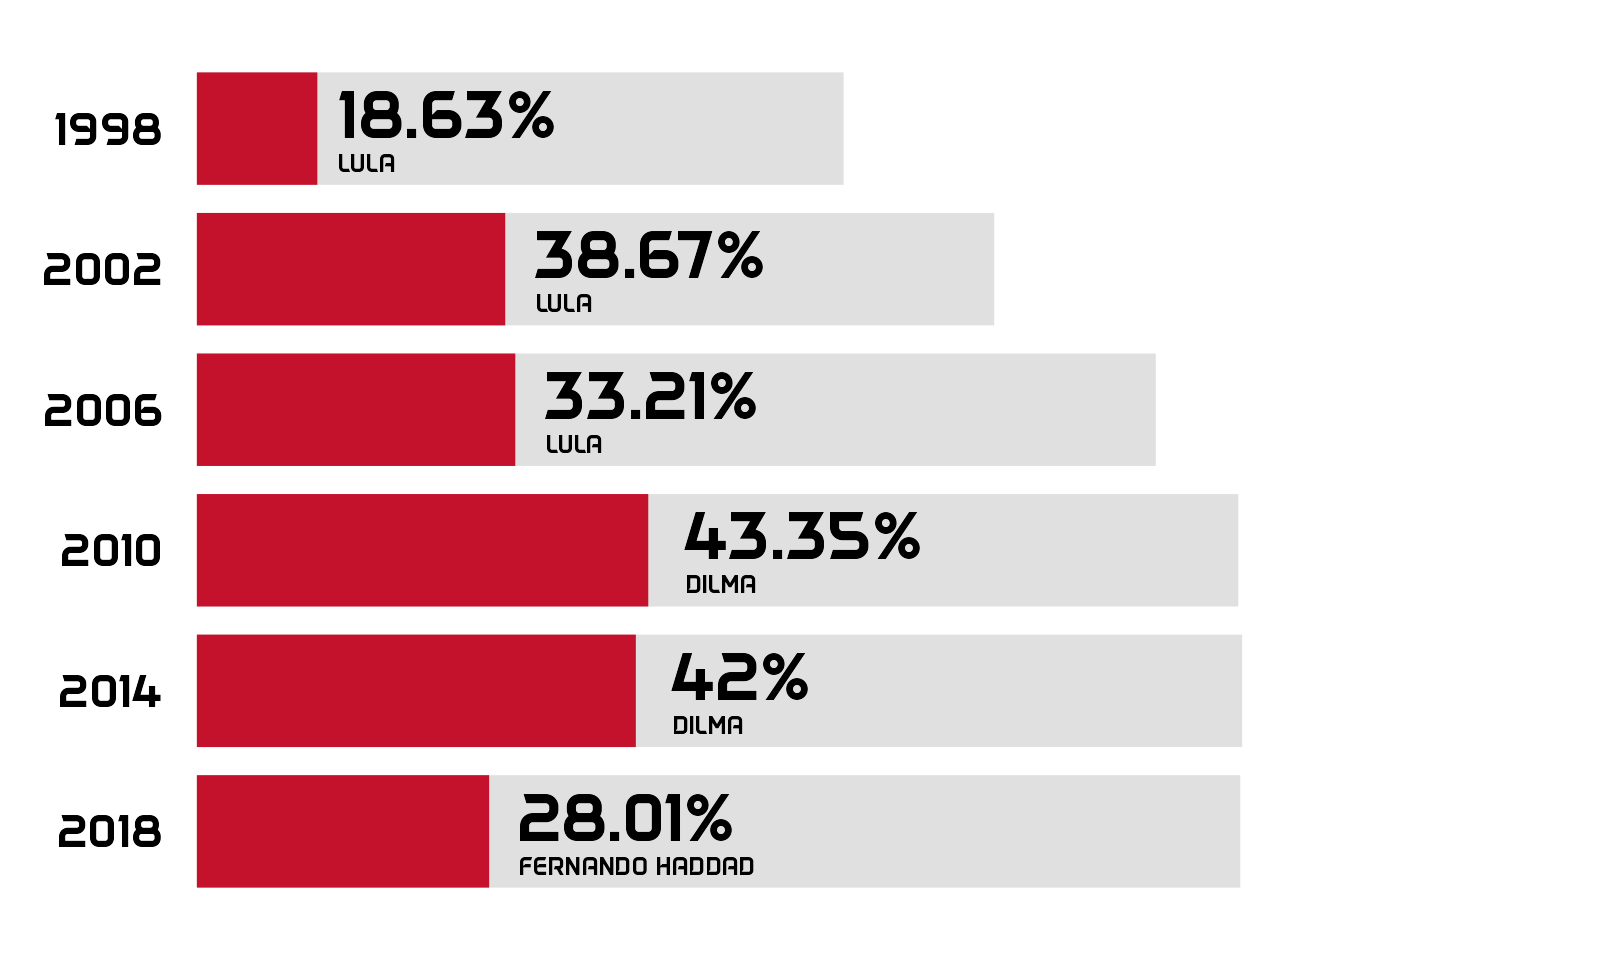 1998
18.63%
LULA
2002
38.67%
LULA
2006
33.21%
LULA
2010
43.35%
DILMA
2014
42%
DILMA
2018
28.01%
FERNANDO HADDAD